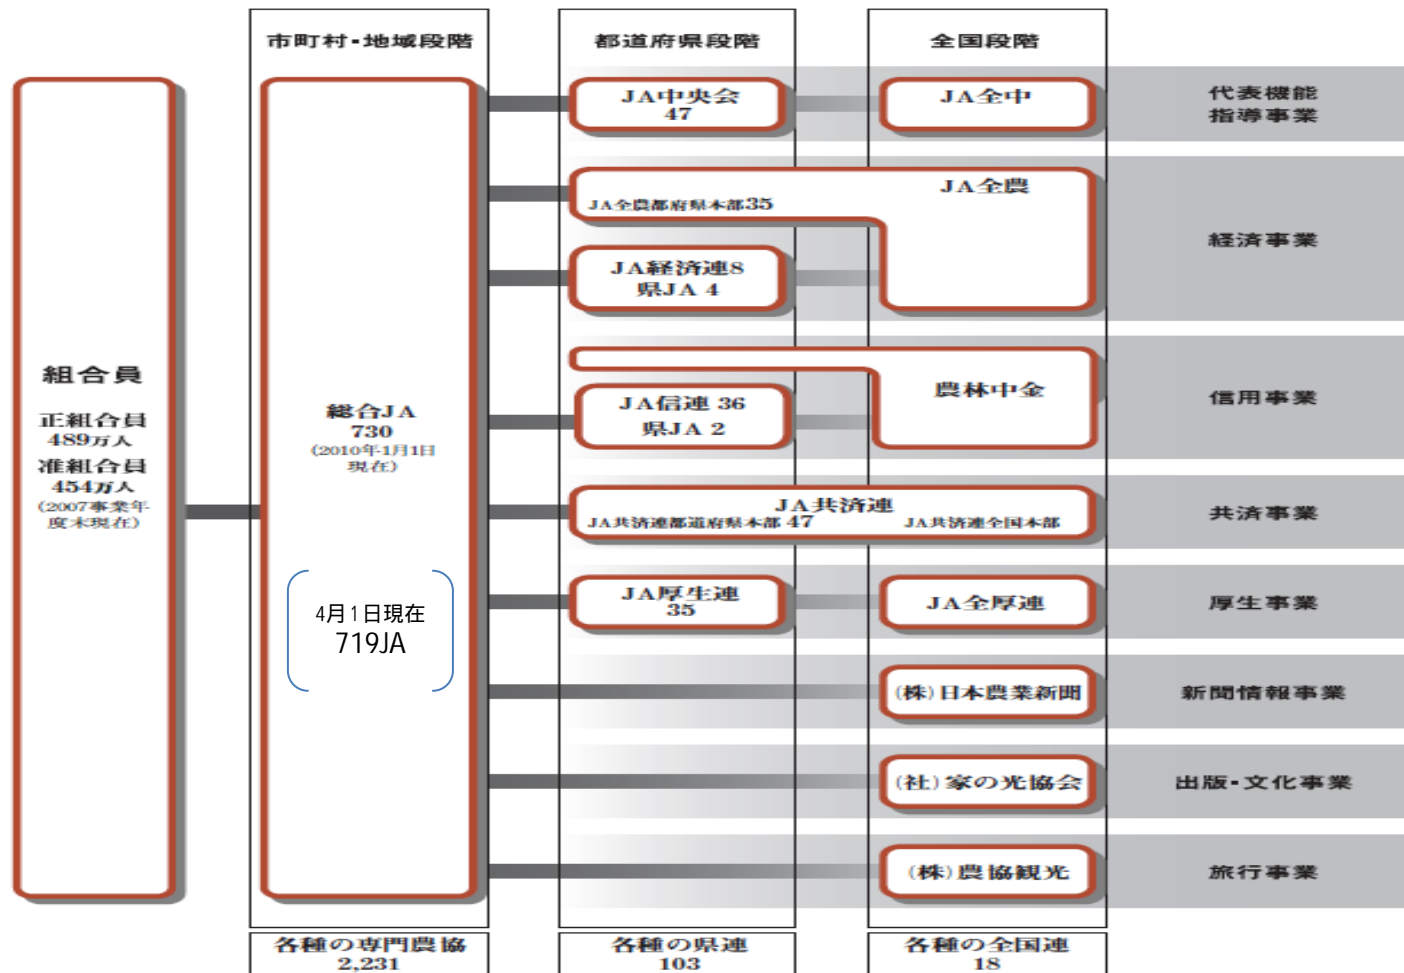 市町村・地域段階
都道府県段階
全国段階
組合員
正組合員
489万人
准組合員
454万人
(2007事業年
度末現在)
総合JA
730
(2010年1月1日
現在)
4月1日現在
719JA
JA中央会
47
JA全中
代表機能
指導事業
JA全農
JA全農都府県本部35
JA経済連8
県JA 4
経済事業
農林中金
JA信連 36
県JA 2
信用事業
JA共済連
JA共済連都道府県本部 47
JA共済連全国本部
共済事業
JA厚生連
35
JA全厚連
厚生事業
(株)日本農業新聞
新聞情報事業
(社)家の光協会
出版・文化事業
(株)農協観光
旅行事業
各種の専門農協
2,231
各種の県連
103
各種の全国連
18